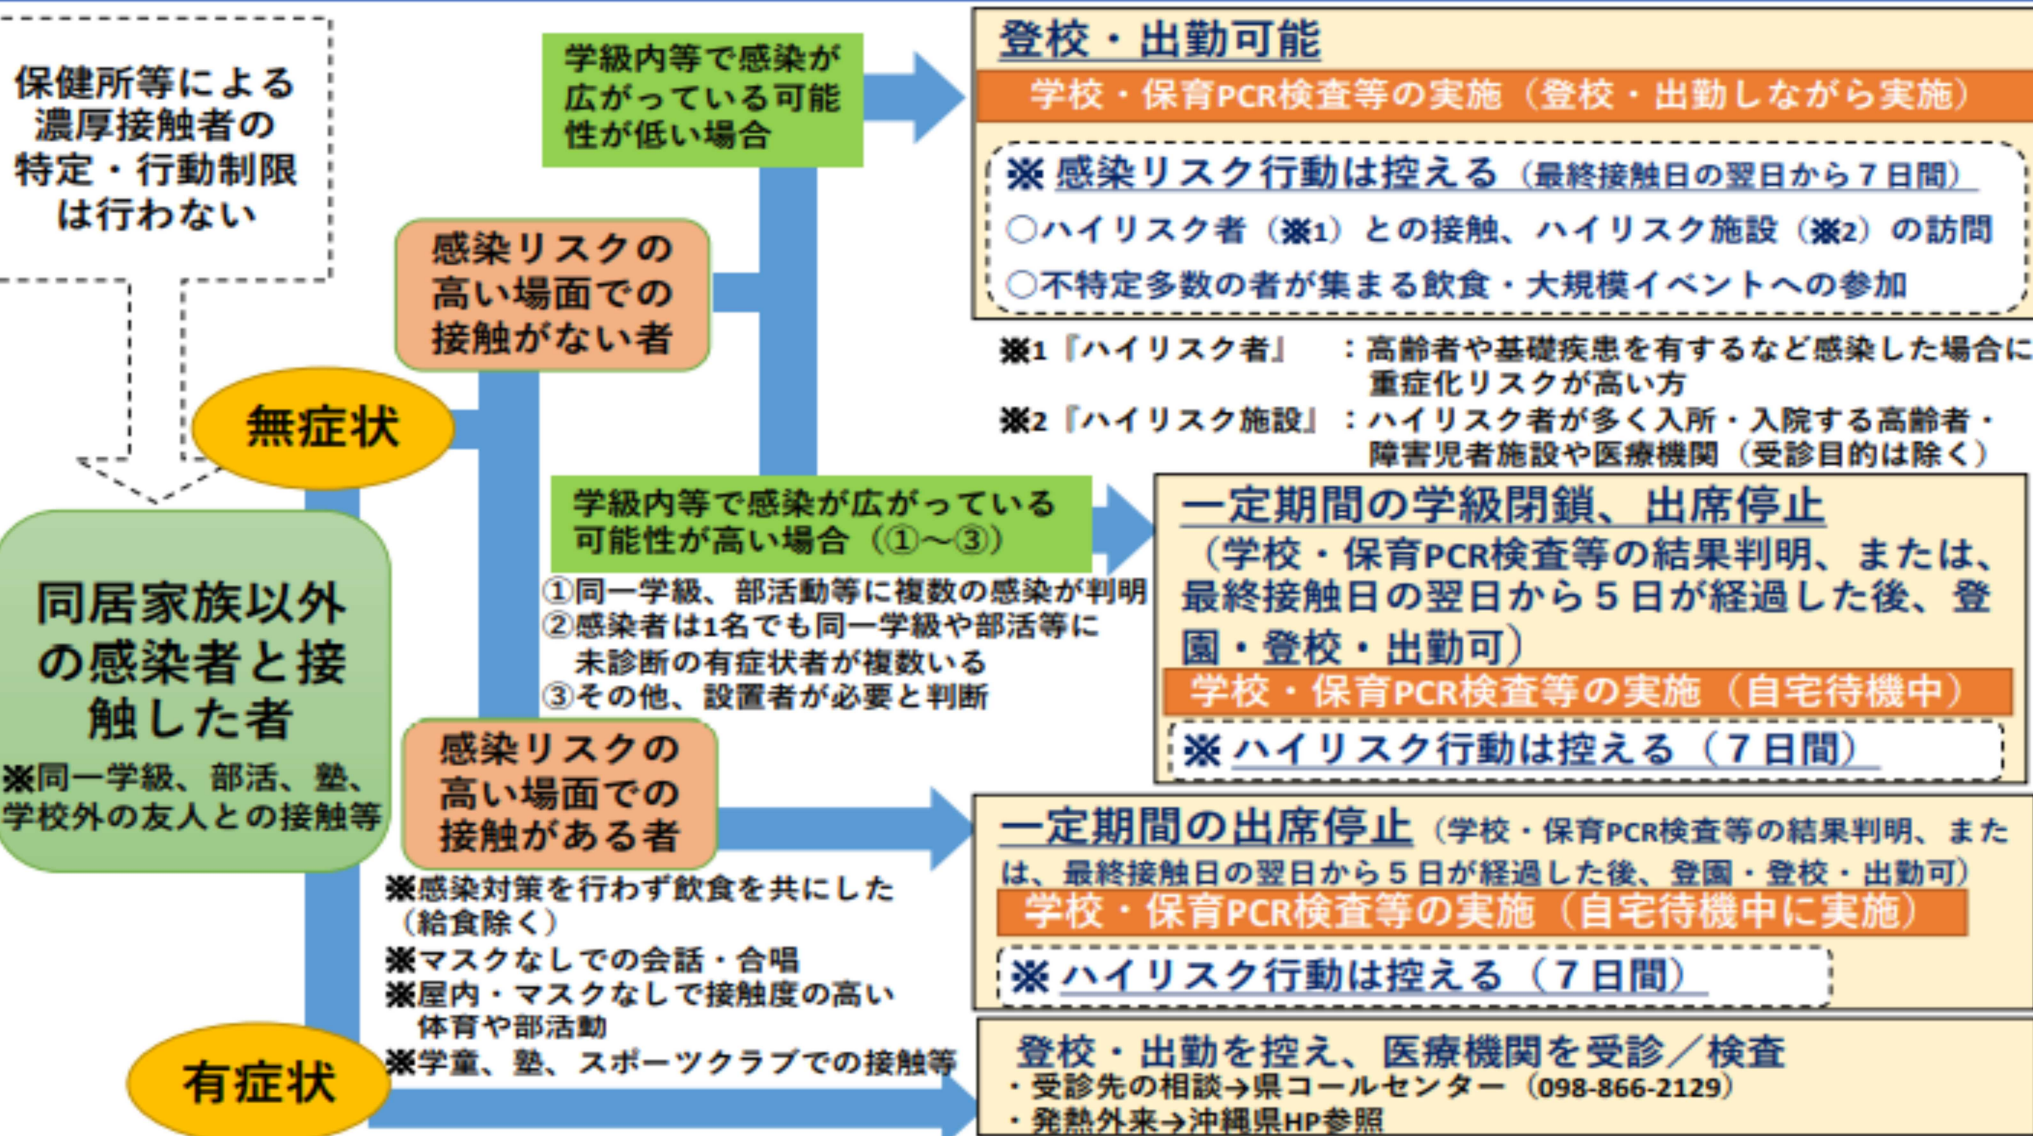 保健所等による
濃厚接触者の
特定・行動制限
は行わない
同居家族以外
の感染者と接
触した者
※同一学級、部活、塾、
学校外の友人との接触等
無症状
有症状
感染リスクの
高い場面での
接触がない者
学級内等で感染が
広がっている可能
性が低い場合
登校・出勤可能
学校・保育PCR検査等の実施（登校・出勤しながら実施）
※ 感染リスク行動は控える（最終接触日の翌日から７日間）
○ハイリスク者（※1）との接触、ハイリスク施設（※2）の訪問
○不特定多数の者が集まる飲食・大規模イベントへの参加
※1『ハイリスク者』　：高齢者や基礎疾患を有するなど感染した場合に
重症化リスクが高い方
※2『ハイリスク施設』：ハイリスク者が多く入所・入院する高齢者・
障害児者施設や医療機関（受診目的は除く）
学級内等で感染が広がっている
可能性が高い場合（①～③）
①同一学級、部活動等に複数の感染が判明
②感染者は1名でも同一学級や部活等に
未診断の有症状者が複数いる
③その他、設置者が必要と判断
一定期間の学級閉鎖、出席停止
（学校・保育PCR検査等の結果判明、または、
最終接触日の翌日から５日が経過した後、登
園・登校・出勤可）
学校・保育PCR検査等の実施（自宅待機中）
※ ハイリスク行動は控える（７日間）
感染リスクの
高い場面での
接触がある者
※感染対策を行わず飲食を共にした
（給食除く）
※マスクなしでの会話・合唱
※屋内・マスクなしで接触度の高い
体育や部活動
※学童、塾、スポーツクラブでの接触等
一定期間の出席停止（学校・保育PCR検査等の結果判明、また
は、最終接触日の翌日から５日が経過した後、登園・登校・出勤可）
学校・保育PCR検査等の実施（自宅待機中に実施）
※ ハイリスク行動は控える（７日間）
登校・出勤を控え、医療機関を受診／検査
・受診先の相談→県コールセンター（098-866-2129）
・発熱外来→沖縄県HP参照